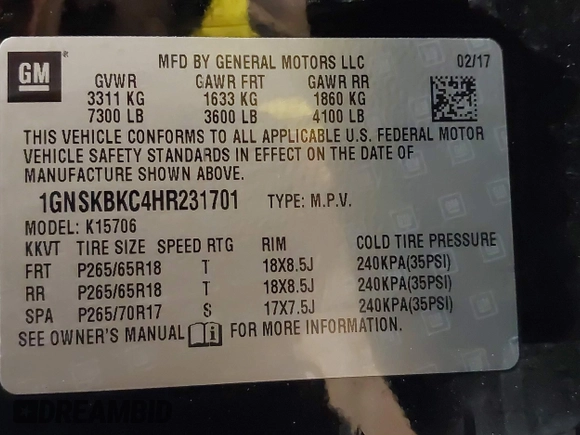 GM
MFD BY GENERAL MOTORS LLC 02/17
GVWR GAWR FRT GAWR RR
3311 KG 1633 KG 1860 KG
7300 LB 3600 LB 4100 LB
THIS VEHICLE CONFORMS TO ALL APPLICABLE U.S. FEDERAL MOTOR
VEHICLE SAFETY STANDARDS IN EFFECT ON THE DATE OF
MANUFACTURE SHOWN ABOVE.
1GNSKBKC4HR231701 TYPE: M.P.V.
MODEL: K15706
KKVT TIRE SIZE SPEED RTG RIM COLD TIRE PRESSURE
FRT P265/65R18 T 18X8.5J 240KPA(35PSI)
RR P265/65R18 T 18X8.5J 240KPA(35PSI)
SPA P265/70R17 S 17X7.5J 240KPA(35PSI)
SEE OWNER'S MANUAL FOR MORE INFORMATION.
DREAMBID